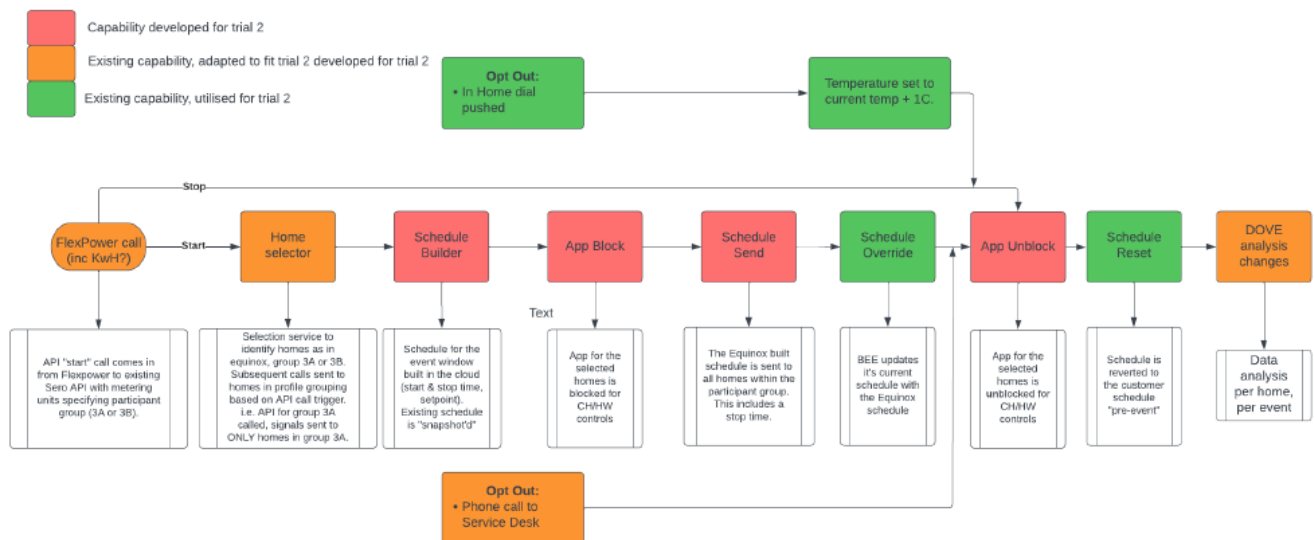 Capability developed for trial 2
Existing capability, adapted to fit trial 2 developed for trial 2
Existing capability, utilised for trial 2
Opt Out:
• In Home dial
pushed
Temperature set to
current temp + 1C.
Stop
FlexPower call
(inc KwH?)
Start
Home
selector
Schedule
Builder
App Block
Schedule
Send
Schedule
Override
App Unblock
Schedule
Reset
DOVE
analysis
changes
API "start" call comes in
from Flexpower to existing
Sero API with metering
units specifying participant
group (3A or 3B).
Selection service to
identify homes as in
equinox, group 3A or 3B.
Subsequent calls sent to
homes in profile grouping
based on API call trigger.
i.e. API for group 3A
called, signals sent to
ONLY homes in group 3A.
Schedule for the
event window
built in the cloud
(start & stop time,
setpoint).
Existing schedule
is "snapshot'd"
Text
App for the
selected
homes is
blocked for
CH/HW
controls
The Equinox built
schedule is sent to
all homes within the
participant group.
This includes a
stop time.
BEE updates
it's current
schedule with
the Equinox
schedule
App for the
selected
homes is
unblocked for
CH/HW
controls
Schedule is
reverted to
the customer
schedule
"pre-event"
Data
analysis
per home,
per event
Opt Out:
• Phone call to
Service Desk